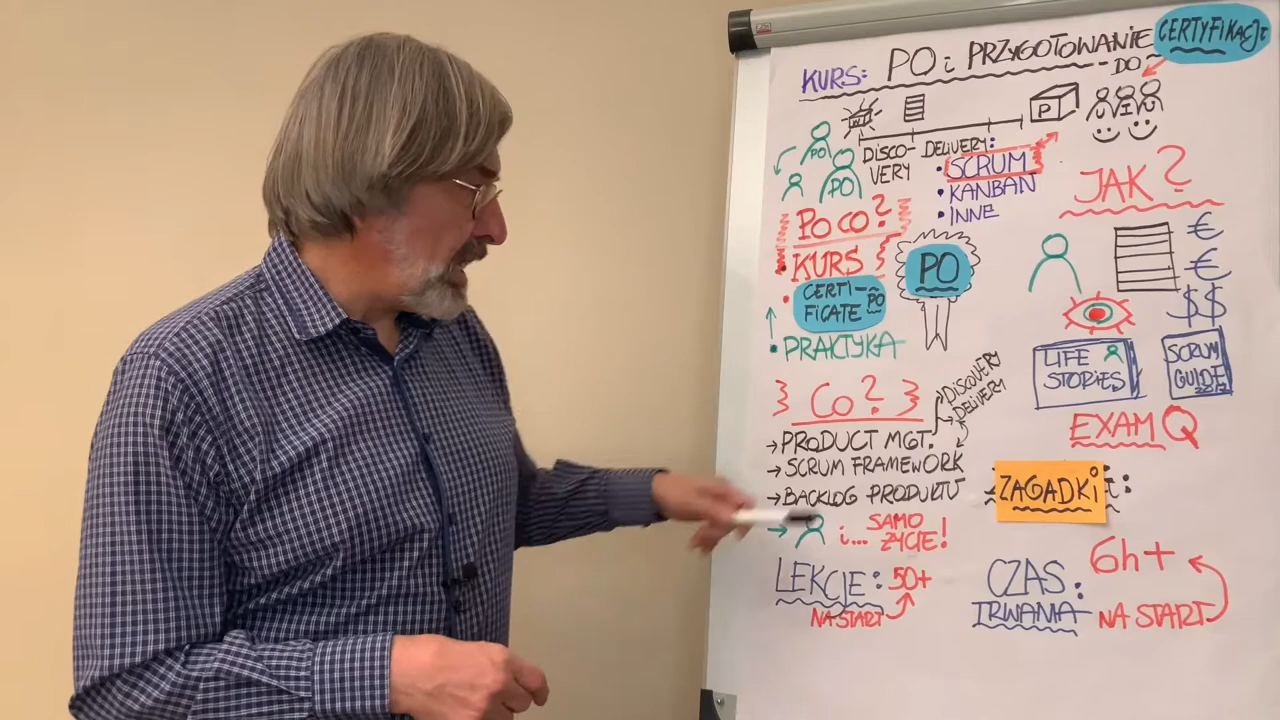 KURS: PO i PRZYGOTOWANIE
DO
CERTYFIKACJI
P
PO
PO
DISCO-
VERY
DELIVERY:
• SCRUM
• KANBAN
• INNE
PO CO?
• KURS
• CERTI-
FICATE PO
• PRAKTYKA
PO
JAK?
€
€
$$
LIFE
STORIES
SCRUM
GUIDE
EXAM Q
CO?
→ PRODUCT MGT.
DISCOVERY
DELIVERY
→ SCRUM FRAMEWORK
→ BACKLOG PRODUKTU
→ i... SAMO
ŻYCIE!
ZAGADKI:
LEKCJE: 50+
NA START
CZAS
TRWANIA:
6h+
NA START